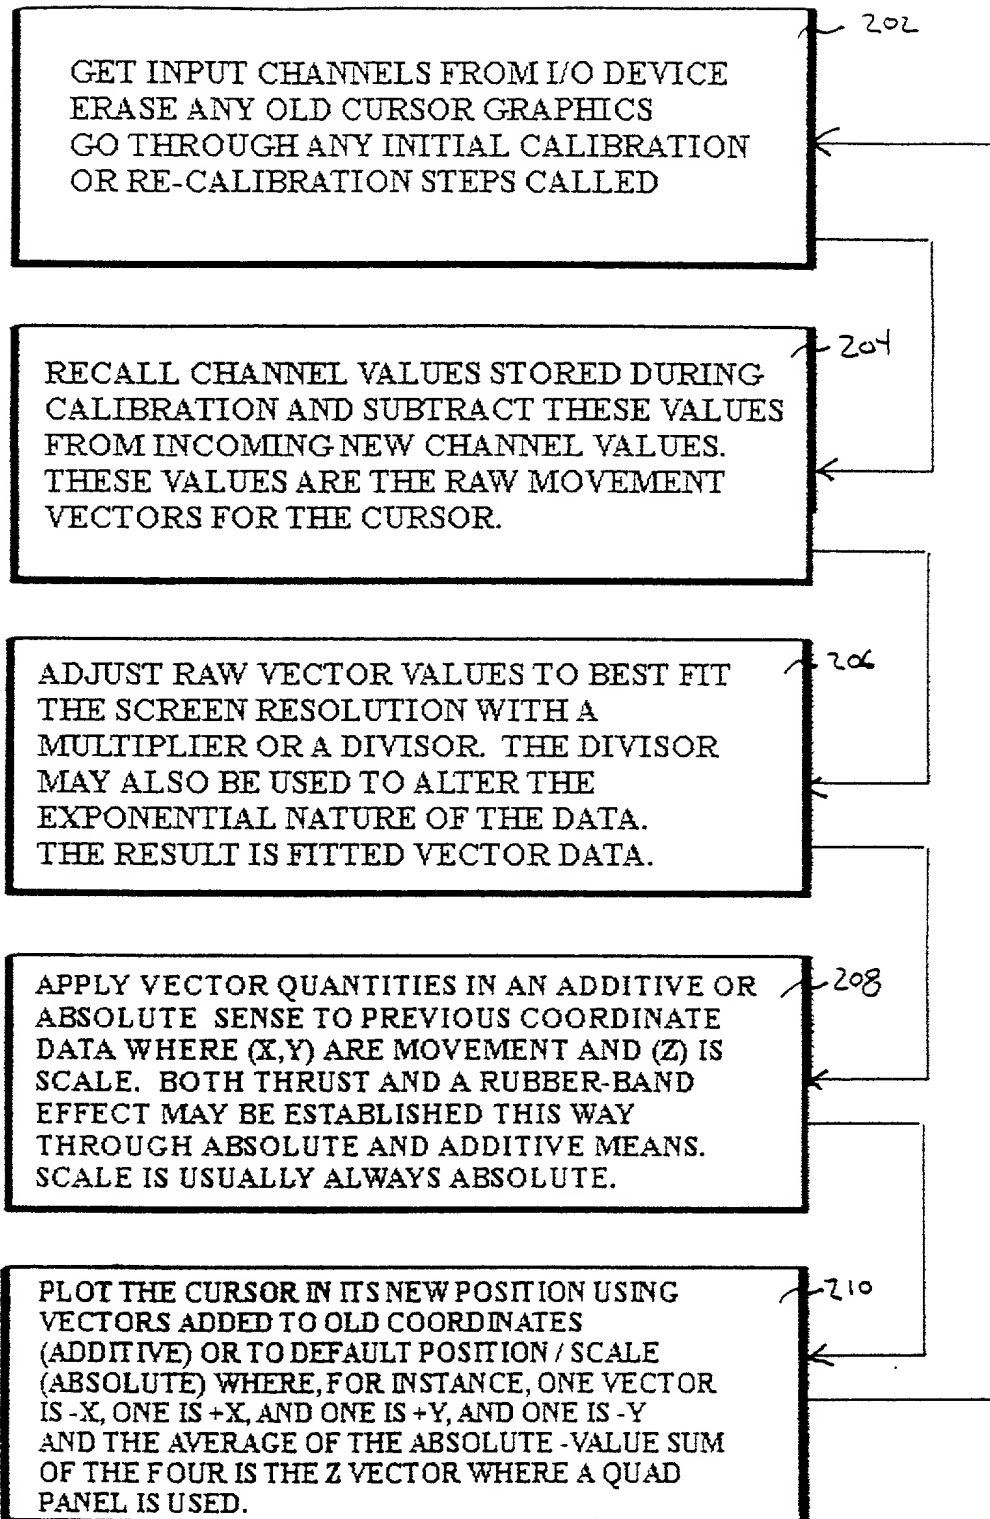 202
GET INPUT CHANNELS FROM I/O DEVICE
ERASE ANY OLD CURSOR GRAPHICS
GO THROUGH ANY INITIAL CALIBRATION
OR RE-CALIBRATION STEPS CALLED
204
RECALL CHANNEL VALUES STORED DURING
CALIBRATION AND SUBTRACT THESE VALUES
FROM INCOMING NEW CHANNEL VALUES.
THESE VALUES ARE THE RAW MOVEMENT
VECTORS FOR THE CURSOR.
206
ADJUST RAW VECTOR VALUES TO BEST FIT
THE SCREEN RESOLUTION WITH A
MULTIPLIER OR A DIVISOR. THE DIVISOR
MAY ALSO BE USED TO ALTER THE
EXPONENTIAL NATURE OF THE DATA.
THE RESULT IS FITTED VECTOR DATA.
208
APPLY VECTOR QUANTITIES IN AN ADDITIVE OR
ABSOLUTE SENSE TO PREVIOUS COORDINATE
DATA WHERE (X,Y) ARE MOVEMENT AND (Z) IS
SCALE. BOTH THRUST AND A RUBBER-BAND
EFFECT MAY BE ESTABLISHED THIS WAY
THROUGH ABSOLUTE AND ADDITIVE MEANS.
SCALE IS USUALLY ALWAYS ABSOLUTE.
210
PLOT THE CURSOR IN ITS NEW POSITION USING
VECTORS ADDED TO OLD COORDINATES
(ADDITIVE) OR TO DEFAULT POSITION / SCALE
(ABSOLUTE) WHERE, FOR INSTANCE, ONE VECTOR
IS -X, ONE IS +X, AND ONE IS +Y, AND ONE IS -Y
AND THE AVERAGE OF THE ABSOLUTE -VALUE SUM
OF THE FOUR IS THE Z VECTOR WHERE A QUAD
PANEL IS USED.